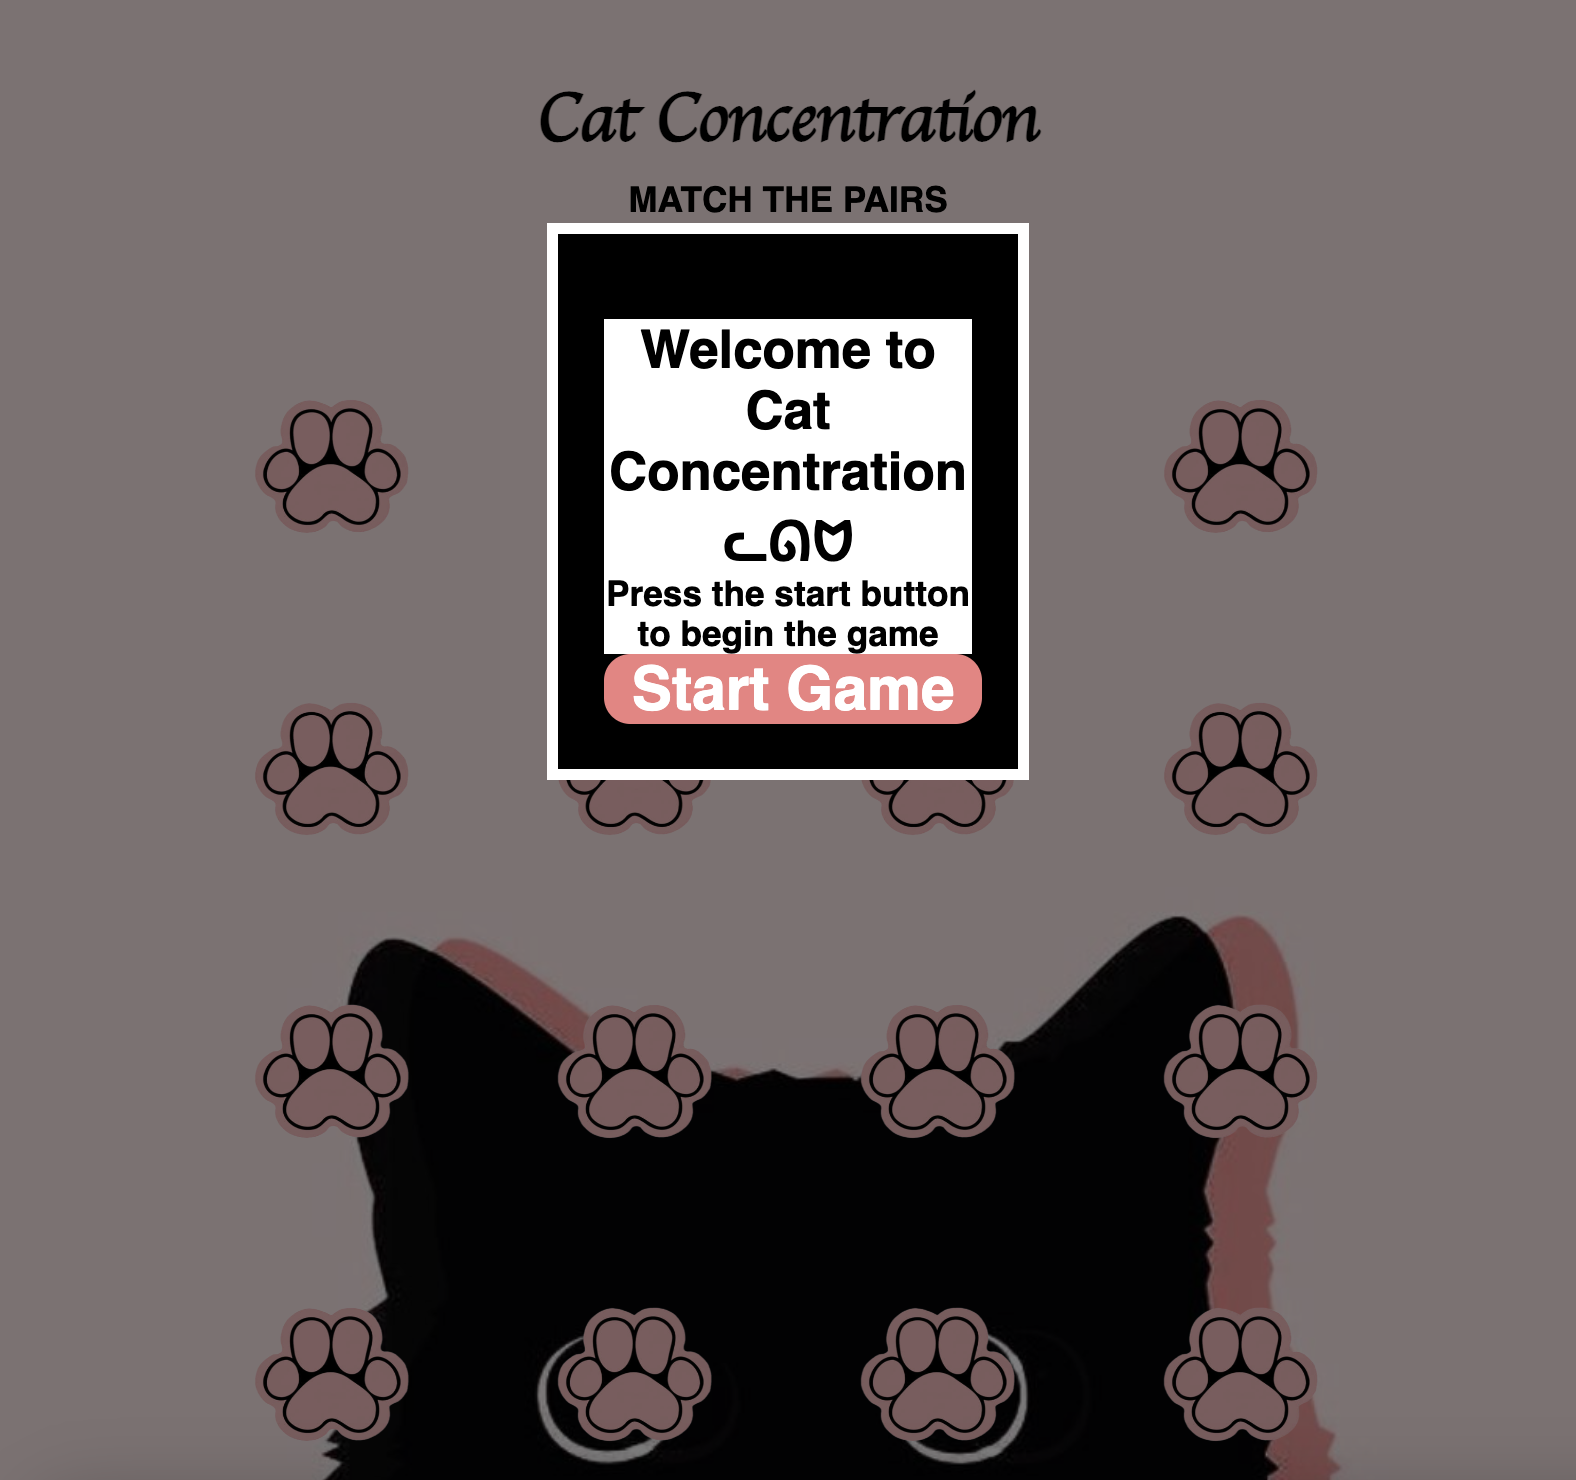 Cat Concentration
MATCH THE PAIRS
Welcome to
Cat
Concentration
ᓚᘏᗢ
Press the start button
to begin the game
Start Game